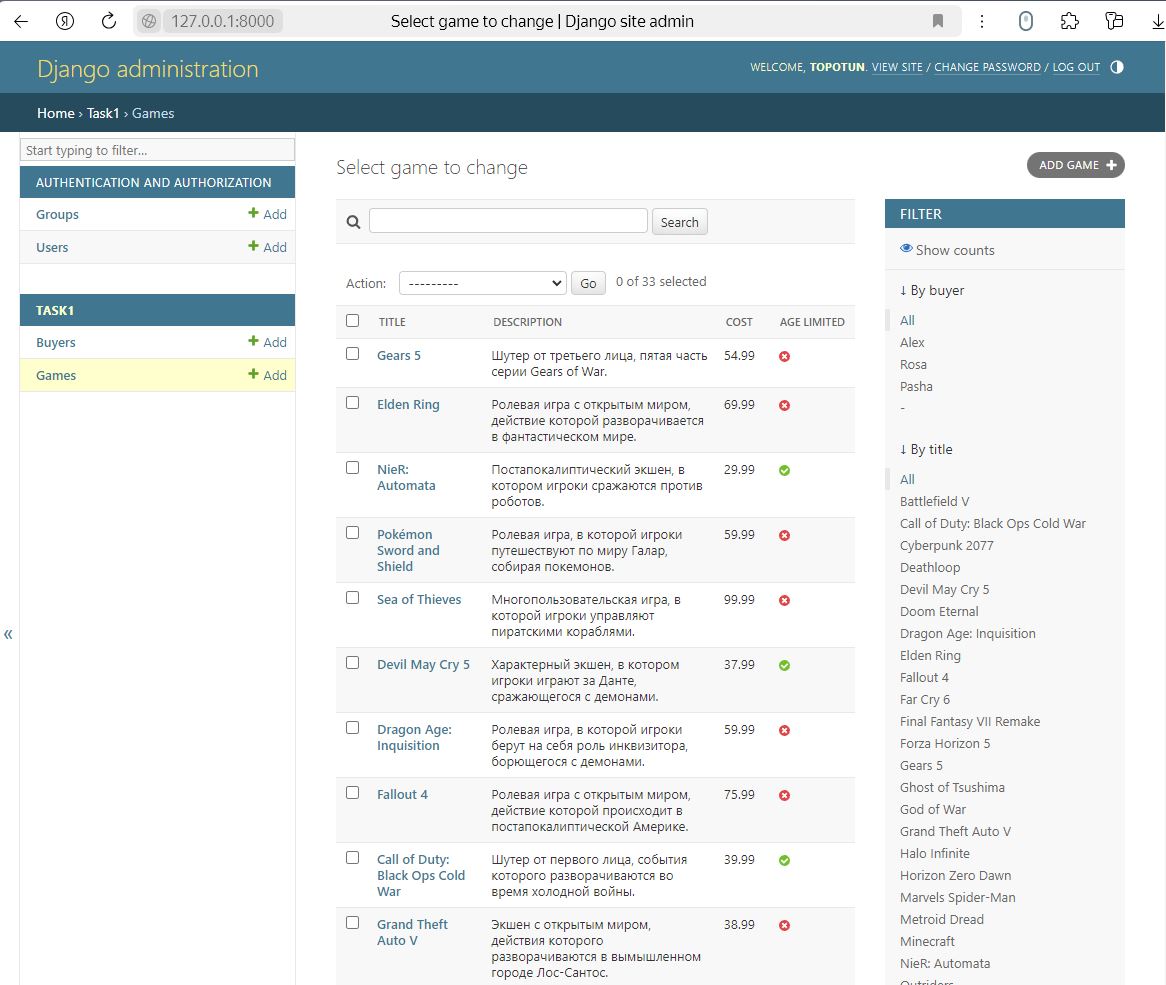 127.0.0.1:8000
Select game to change | Django site admin
Django administration
WELCOME, TOPOTUN. VIEW SITE / CHANGE PASSWORD / LOG OUT
Home › Task1 › Games
Start typing to filter...
AUTHENTICATION AND AUTHORIZATION
Groups
+ Add
Users
+ Add
TASK1
Buyers
+ Add
Games
+ Add
«
Select game to change
ADD GAME +
Search
Action:
---------
Go
0 of 33 selected
TITLE DESCRIPTION COST AGE LIMITED
Gears 5
Шутер от третьего лица, пятая часть
серии Gears of War.
54.99
Elden Ring
Ролевая игра с открытым миром,
действие которой разворачивается
в фантастическом мире.
69.99
NieR:
Automata
Постапокалиптический экшен, в
котором игроки сражаются против
роботов.
29.99
Pokémon
Sword and
Shield
Ролевая игра, в которой игроки
путешествуют по миру Галар,
собирая покемонов.
59.99
Sea of Thieves
Многопользовательская игра, в
которой игроки управляют
пиратскими кораблями.
99.99
Devil May Cry 5
Характерный экшен, в котором
игроки играют за Данте,
сражающегося с демонами.
37.99
Dragon Age:
Inquisition
Ролевая игра, в которой игроки
берут на себя роль инквизитора,
борющегося с демонами.
59.99
Fallout 4
Ролевая игра с открытым миром,
действие которой происходит в
постапокалиптической Америке.
75.99
Call of Duty:
Black Ops Cold
War
Шутер от первого лица, события
которого разворачиваются во
время холодной войны.
39.99
Grand Theft
Auto V
Экшен с открытым миром,
действия которого
разворачиваются в вымышленном
городе Лос-Сантос.
38.99
FILTER
Show counts
↓ By buyer
All
Alex
Rosa
Pasha
-
↓ By title
All
Battlefield V
Call of Duty: Black Ops Cold War
Cyberpunk 2077
Deathloop
Devil May Cry 5
Doom Eternal
Dragon Age: Inquisition
Elden Ring
Fallout 4
Far Cry 6
Final Fantasy VII Remake
Forza Horizon 5
Gears 5
Ghost of Tsushima
God of War
Grand Theft Auto V
Halo Infinite
Horizon Zero Dawn
Marvels Spider-Man
Metroid Dread
Minecraft
NieR: Automata
Outriders